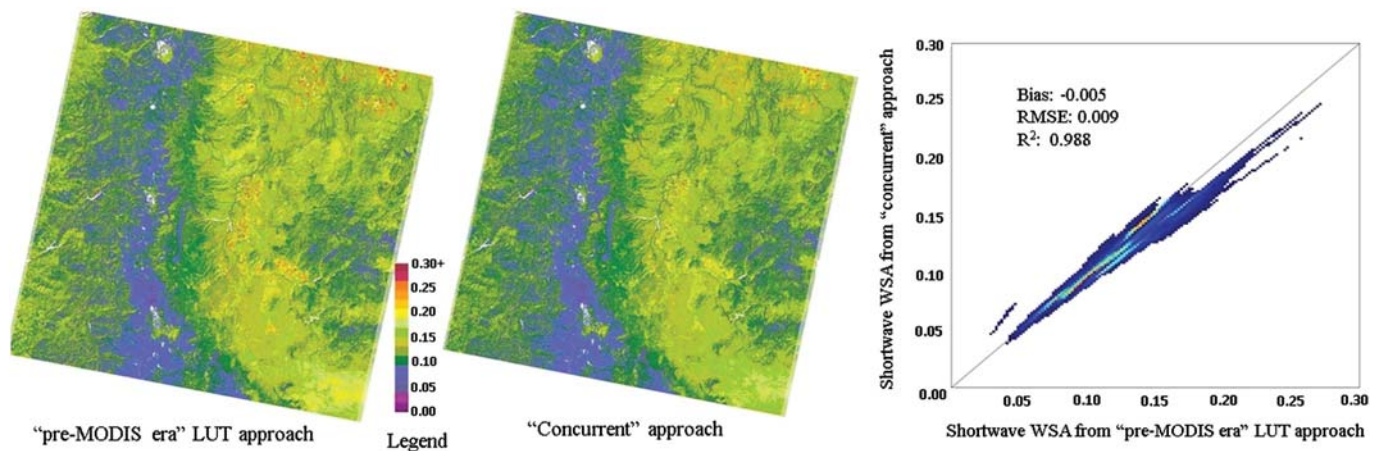 "pre-MODIS era" LUT approach
0.30+
0.25
0.20
0.15
0.10
0.05
0.00
Legend
"Concurrent" approach
Shortwave WSA from "concurrent" approach
0.30
0.25
0.20
0.15
0.10
0.05
0.00
Bias: -0.005
RMSE: 0.009
R²: 0.988
0.05
0.10
0.15
0.20
0.25
0.30
Shortwave WSA from "pre-MODIS era" LUT approach